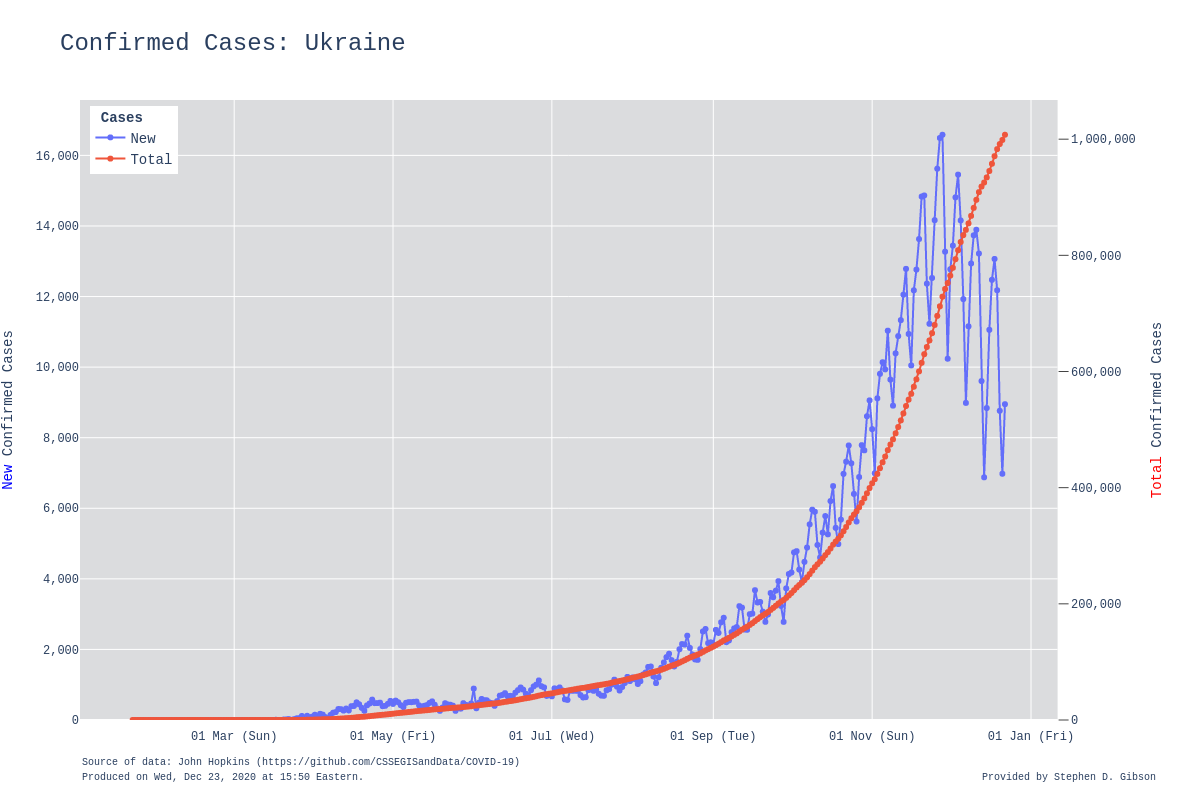 Confirmed Cases: Ukraine
Cases
New
Total
16,000
14,000
12,000
10,000
8,000
6,000
4,000
2,000
0
New Confirmed Cases
1,000,000
800,000
600,000
400,000
200,000
0
Total Confirmed Cases
01 Mar (Sun)
01 May (Fri)
01 Jul (Wed)
01 Sep (Tue)
01 Nov (Sun)
01 Jan (Fri)
Source of data: John Hopkins (https://github.com/CSSEGISandData/COVID-19)
Produced on Wed, Dec 23, 2020 at 15:50 Eastern.
Provided by Stephen D. Gibson